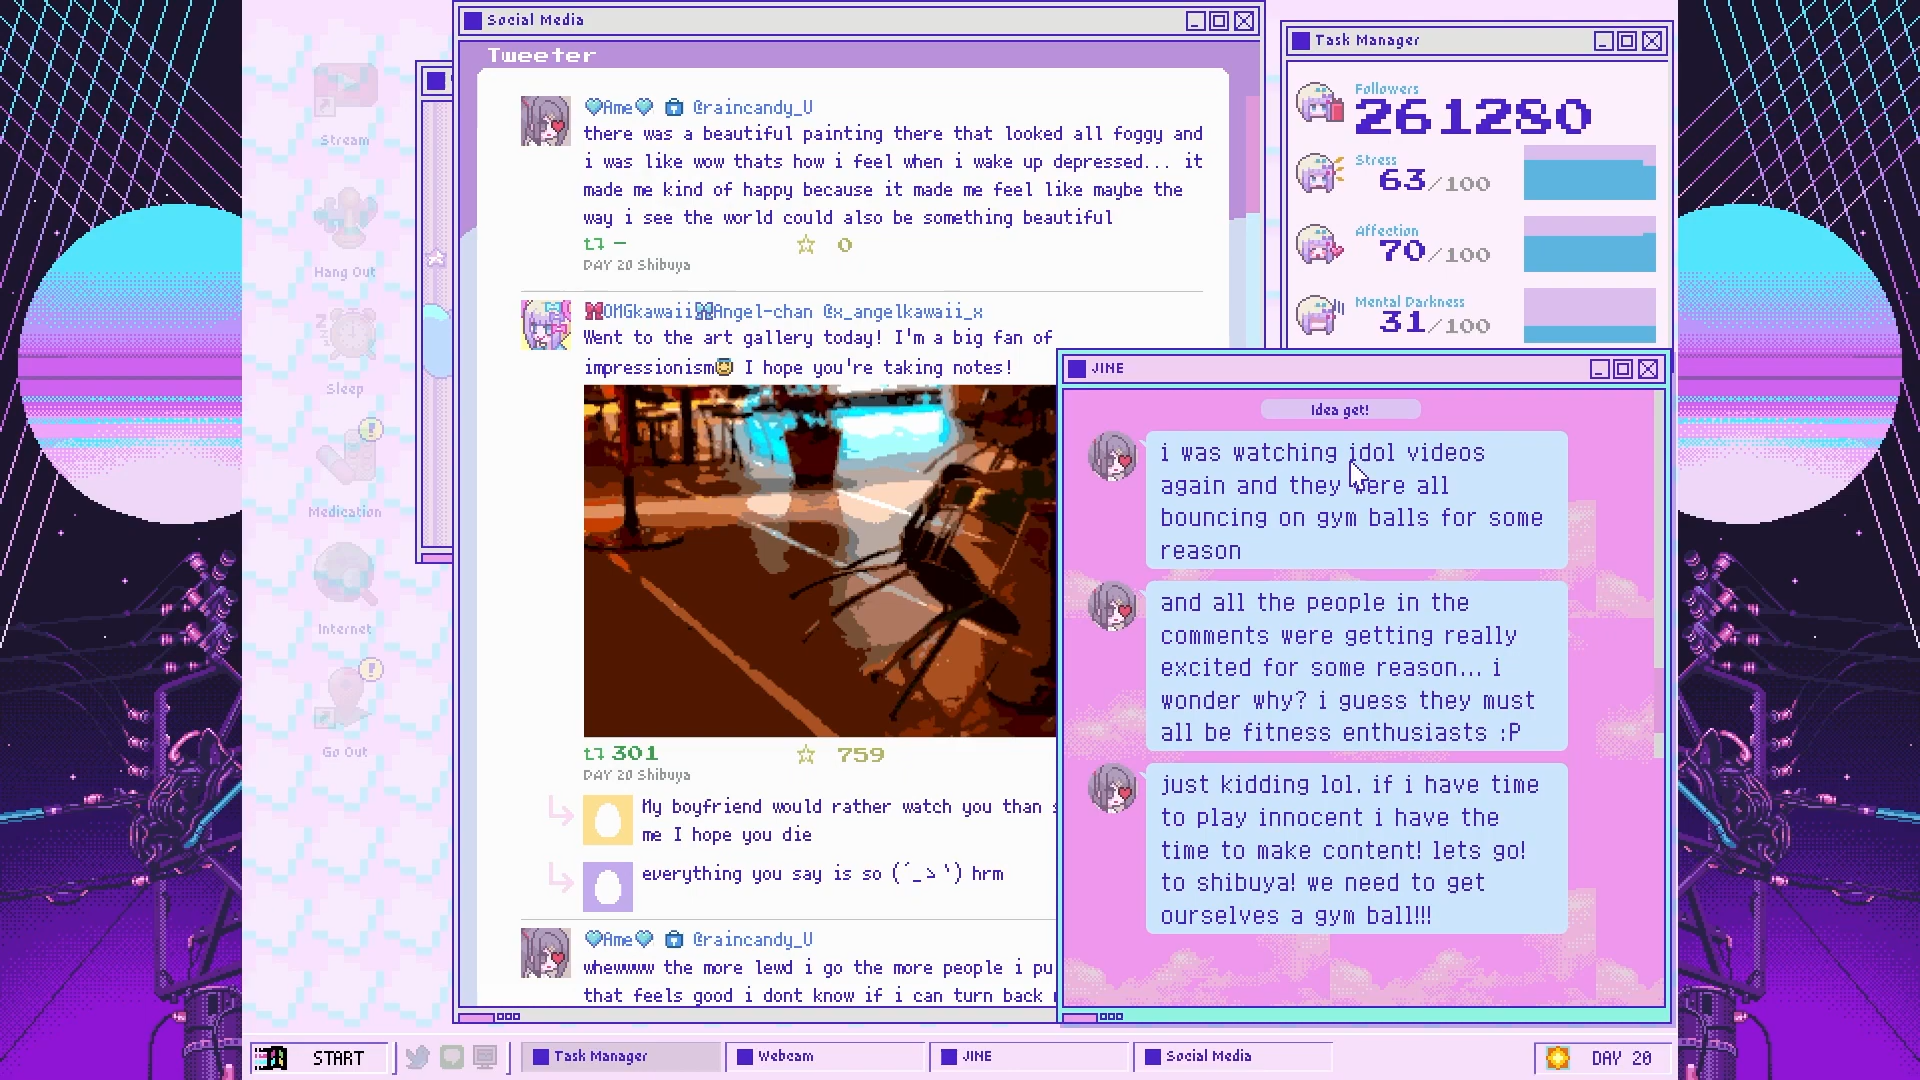 Social Media
Tweeter
Ame @raincandy_U
there was a beautiful painting there that looked all foggy and
i was like wow thats how i feel when i wake up depressed... it
made me kind of happy because it made me feel like maybe the
way i see the world could also be something beautiful
— 0
DAY 20 Shibuya
OMGkawaiiAngel-chan @x_angelkawaii_x
Went to the art gallery today! I'm a big fan of
impressionism I hope you're taking notes!
301 759
DAY 20 Shibuya
My boyfriend would rather watch you than
me I hope you die
everything you say is so (´_ゝ`) hrm
Ame @raincandy_U
whewwww the more lewd i go the more people i pu
that feels good i dont know if i can turn back
Stream
Hang Out
Sleep
Medication
Internet
Go Out
Task Manager
Followers
261280
Stress
63/100
Affection
70/100
Mental Darkness
31/100
JINE
Idea get!
i was watching idol videos
again and they were all
bouncing on gym balls for some
reason
and all the people in the
comments were getting really
excited for some reason... i
wonder why? i guess they must
all be fitness enthusiasts :P
just kidding lol. if i have time
to play innocent i have the
time to make content! lets go!
to shibuya! we need to get
ourselves a gym ball!!!
START
Task Manager
Webcam
JINE
Social Media
DAY 20